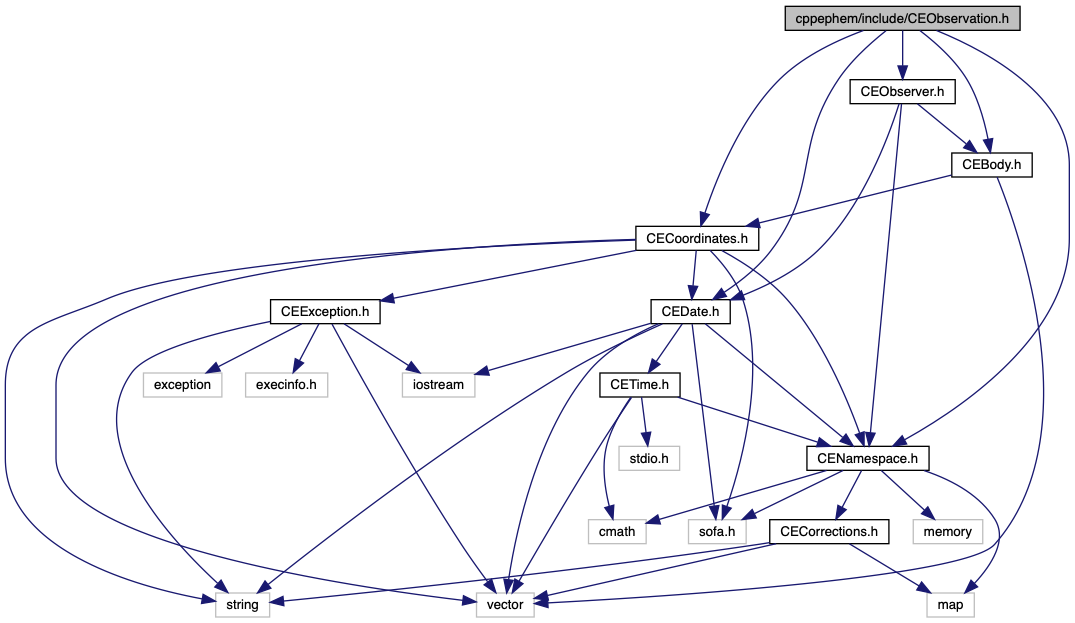 cppephem/include/CEObservation.h
CEObserver.h
CEBody.h
CECoordinates.h
CEException.h
CEDate.h
exception
execinfo.h
iostream
CETime.h
stdio.h
CENamespace.h
cmath
sofa.h
CECorrections.h
memory
string
vector
map